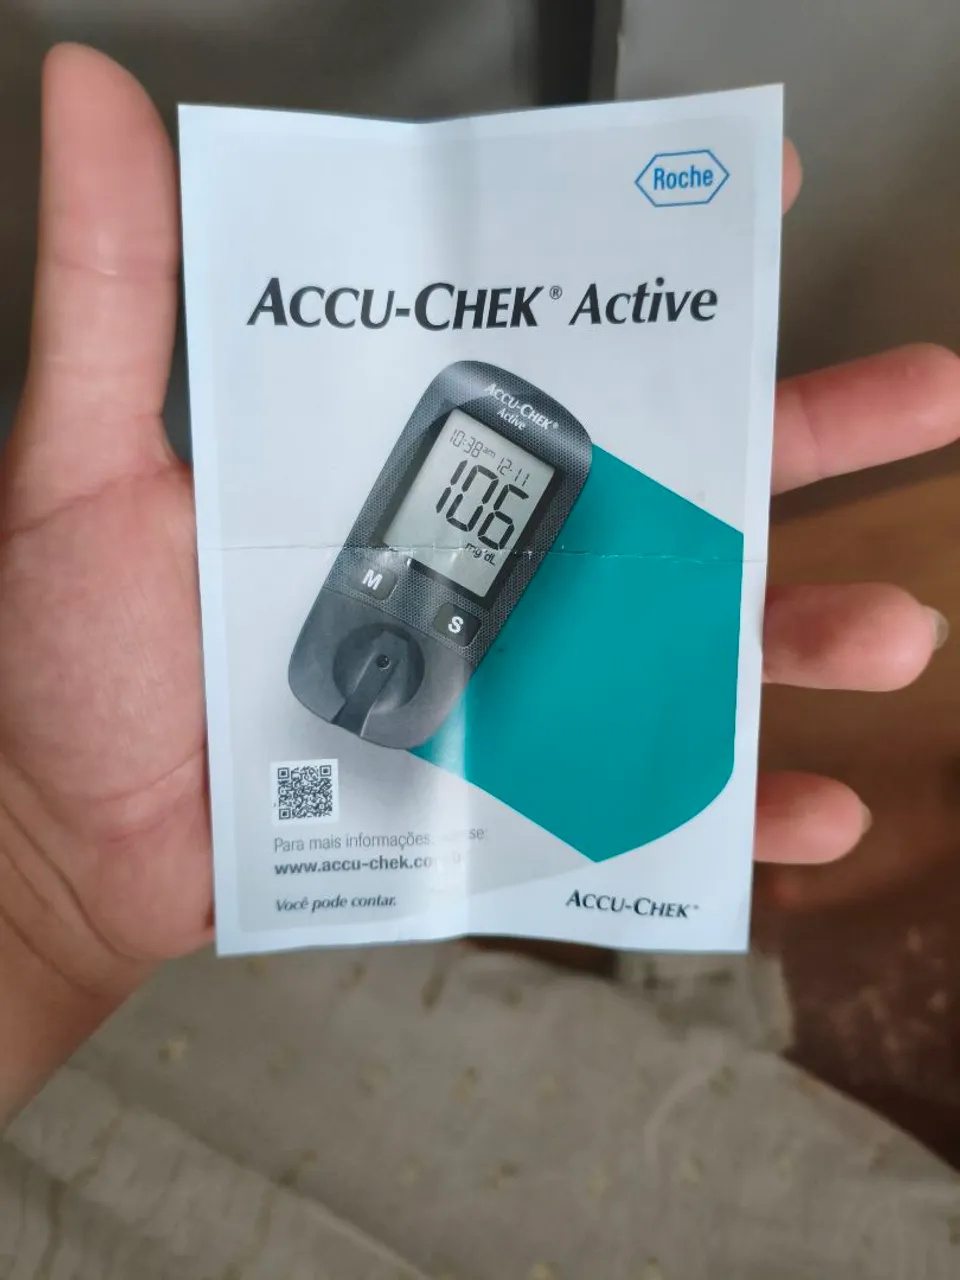 Roche
ACCU-CHEK® Active
ACCU-CHEK®
Active
10:38am 12-11
106
mg/dL
M
S
Para mais informações,
www.accu-chek.co
Você pode contar.
ACCU-CHEK®